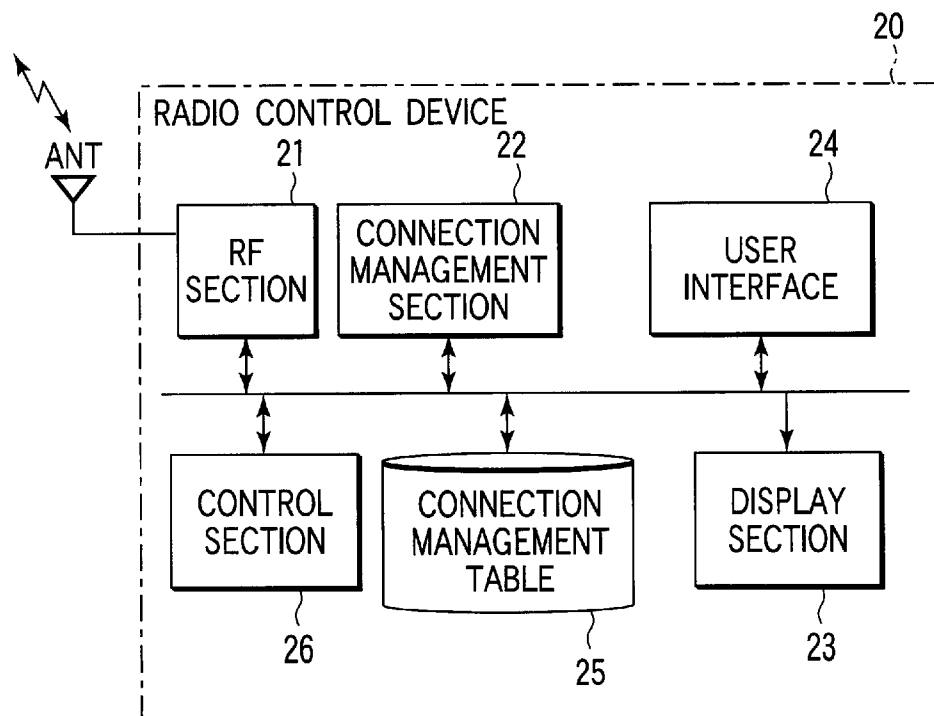 20
RADIO CONTROL DEVICE
ANT
21
22
24
RF
SECTION
CONNECTION
MANAGEMENT
SECTION
USER
INTERFACE
CONTROL
SECTION
CONNECTION
MANAGEMENT
TABLE
DISPLAY
SECTION
26
25
23